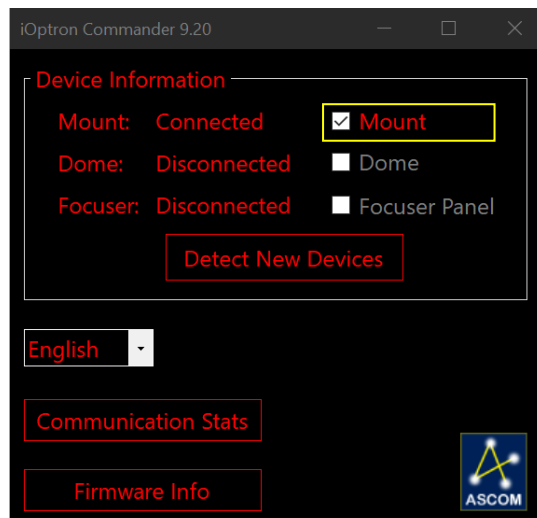 iOptron Commander 9.20
Device Information
Mount: Connected Mount
Dome: Disconnected Dome
Focuser: Disconnected Focuser Panel
Detect New Devices
English
Communication Stats
Firmware Info
ASCOM